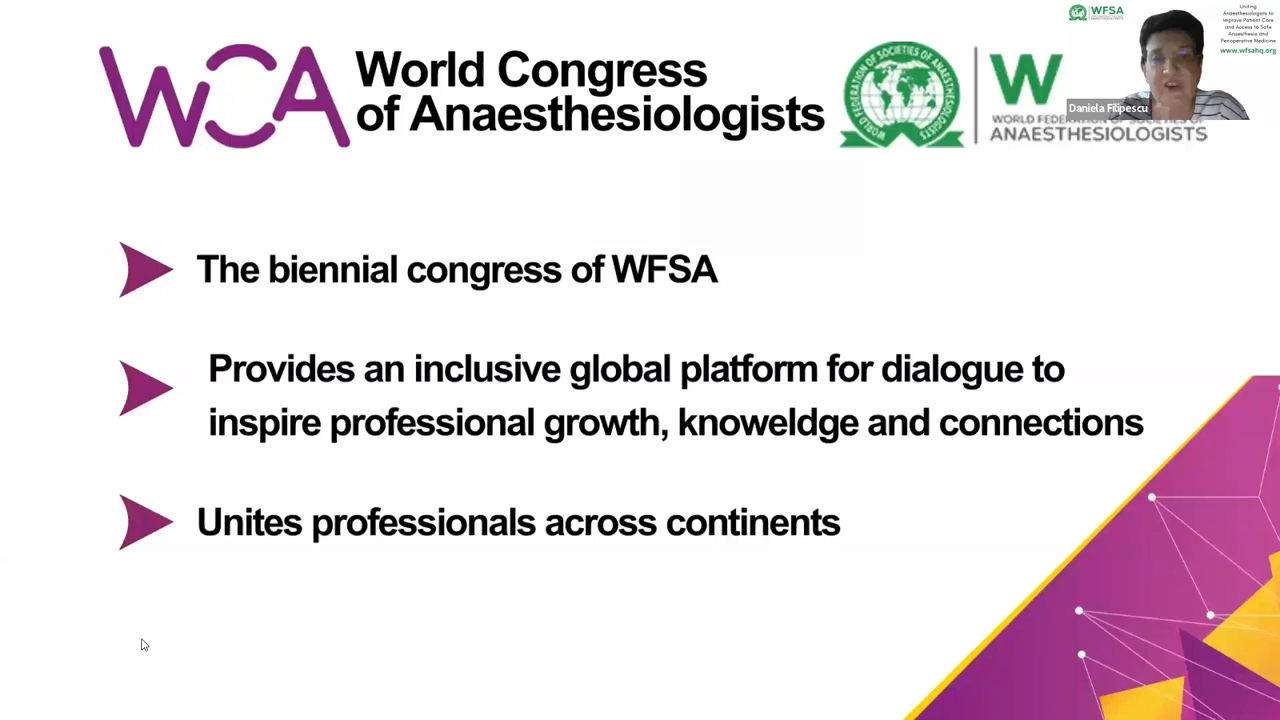 WCA
World Congress
of Anaesthesiologists
WORLD FEDERATION OF SOCIETIES OF ANAESTHESIOLOGISTS
W
WORLD
ANAESTHESIOLOGISTS
WFSA
Uniting
Anaesthesiologists to
Improve Patient Care
and Access to Safe
Anaesthesia and
Perioperative Medicine
www.wfsahq.org
Daniela Filipescu
The biennial congress of WFSA
Provides an inclusive global platform for dialogue to
inspire professional growth, knoweldge and connections
Unites professionals across continents